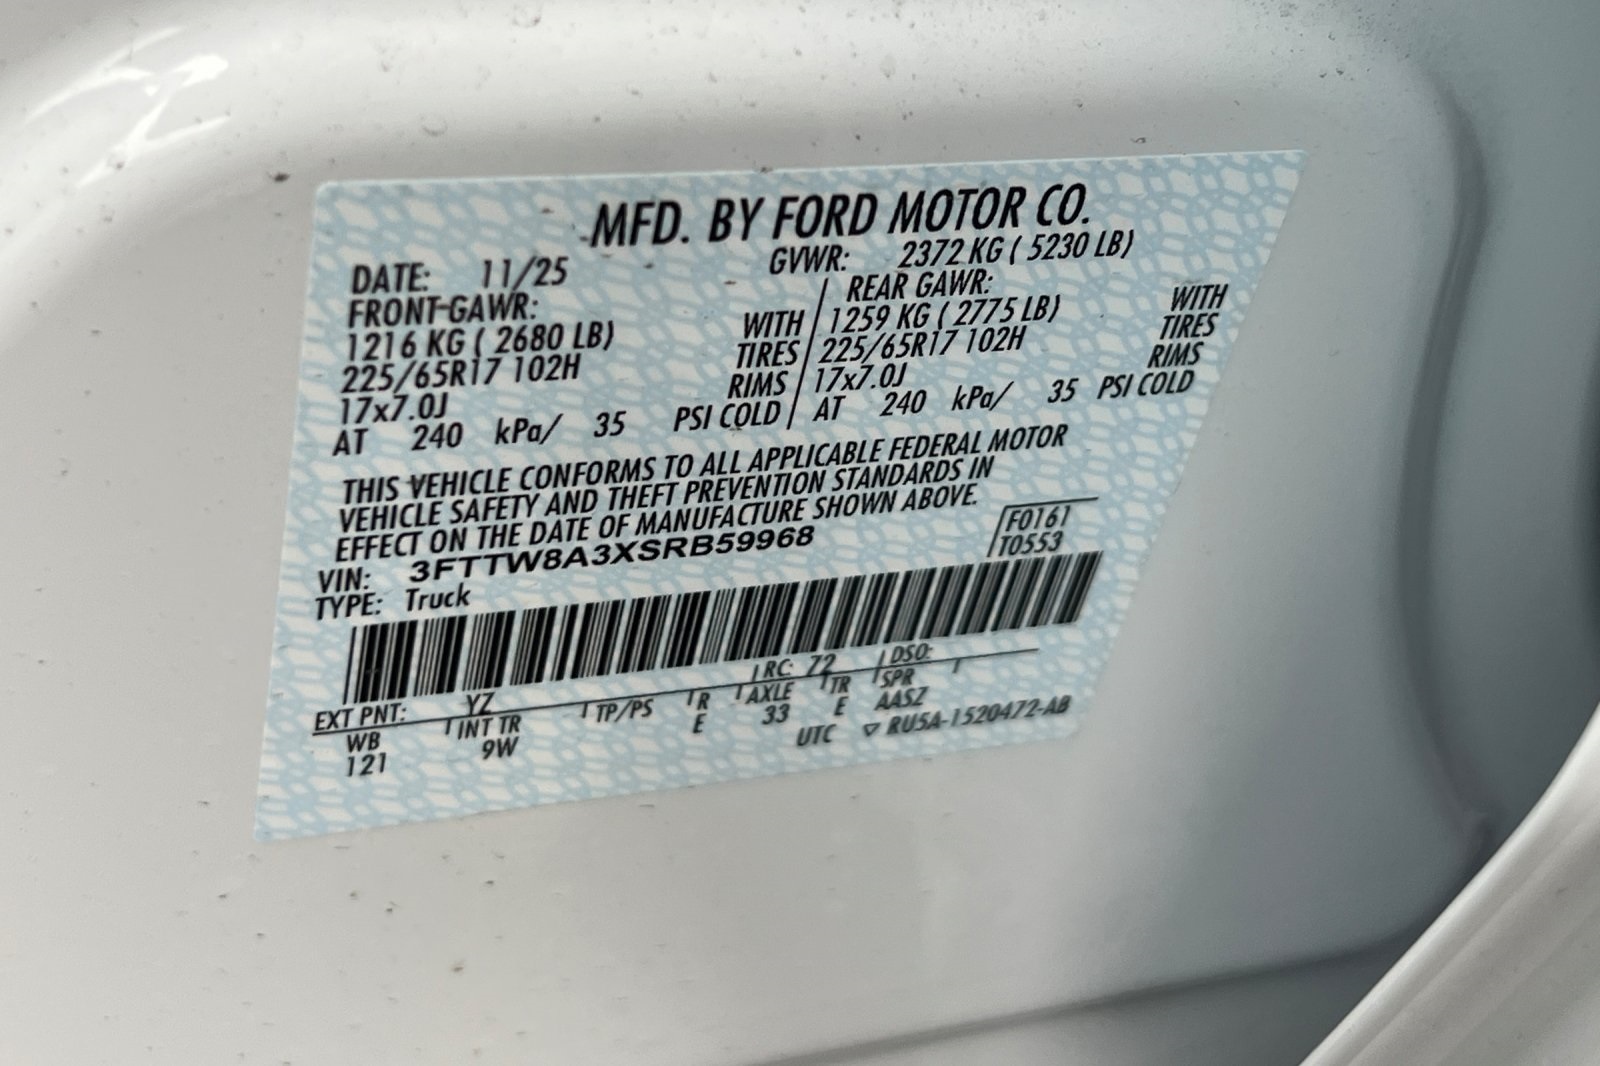 MFD. BY FORD MOTOR CO.
DATE: 11/25 GVWR: 2372 KG ( 5230 LB)
FRONT GAWR: REAR GAWR:
1216 KG ( 2680 LB) WITH 1259 KG ( 2775 LB) WITH
225/65R17 102H TIRES 225/65R17 102H TIRES
17x7.0J RIMS 17x7.0J RIMS
AT 240 kPa/ 35 PSI COLD AT 240 kPa/ 35 PSI COLD
THIS VEHICLE CONFORMS TO ALL APPLICABLE FEDERAL MOTOR
VEHICLE SAFETY AND THEFT PREVENTION STANDARDS IN
EFFECT ON THE DATE OF MANUFACTURE SHOWN ABOVE.
VIN: 3FTTW8A3XSRB59968 F0161
TYPE: Truck T0553
EXT PNT: YZ RC: 72 DSO:
WB INT TR TP/PS R AXLE TR SPR
121 9W E 33 E AASZ
UTC ▽ RU5A-1520472-AB